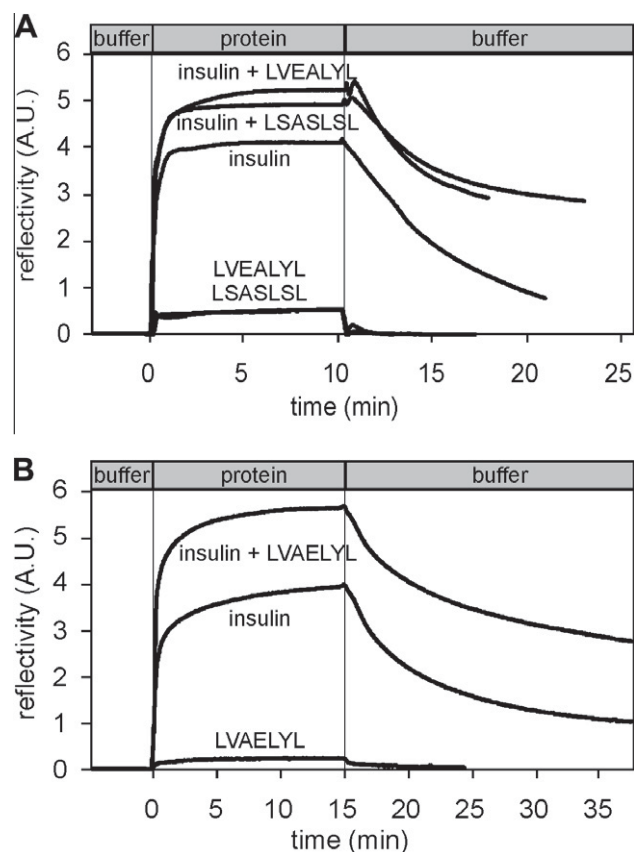 A
buffer protein buffer
6
insulin + LVEALYL
5
insulin + LSASLSL
4
insulin
3
2
LVEALYL
1
LSASLSL
0
reflectivity (A.U.)
0 5 10 15 20 25
time (min)
B
buffer protein buffer
6
5
insulin + LVAELYL
4
insulin
3
2
1
LVAELYL
0
reflectivity (A.U.)
0 5 10 15 20 25 30 35
time (min)